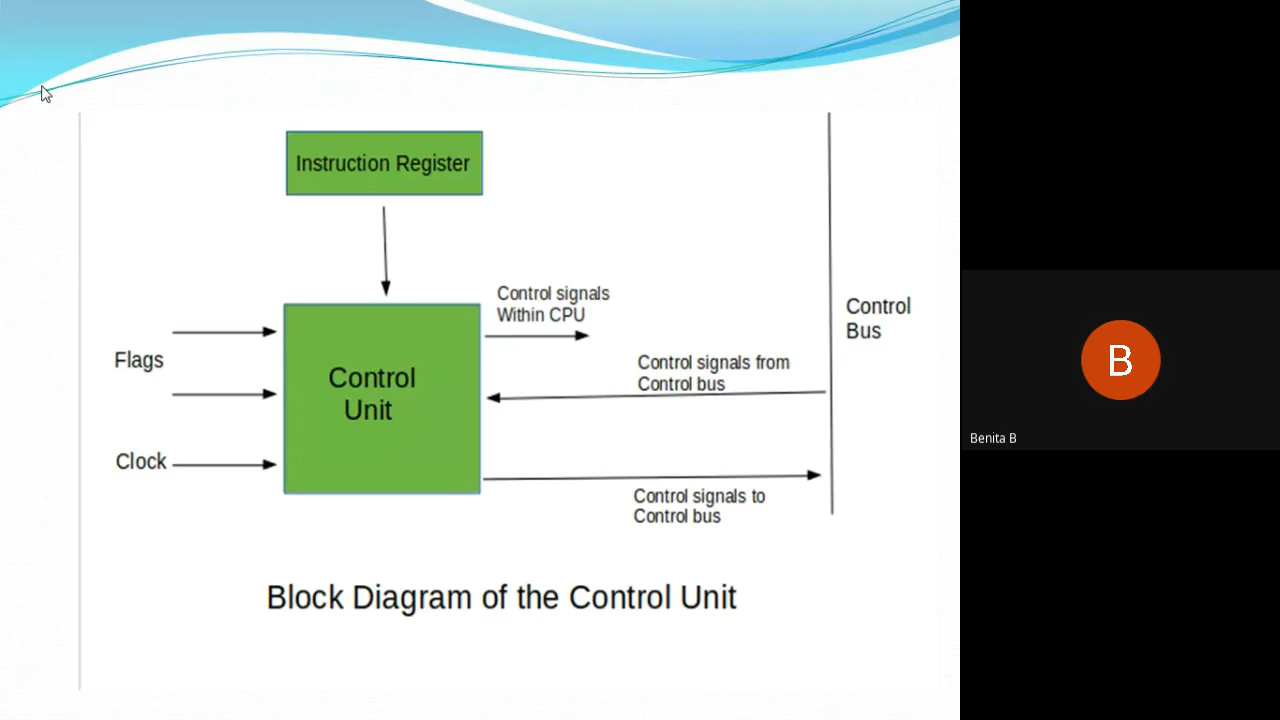 Instruction Register
Control signals
Within CPU
Control
Bus
Flags
Control signals from
Control bus
Control
Unit
Clock
Control signals to
Control bus
Block Diagram of the Control Unit
B
Benita B